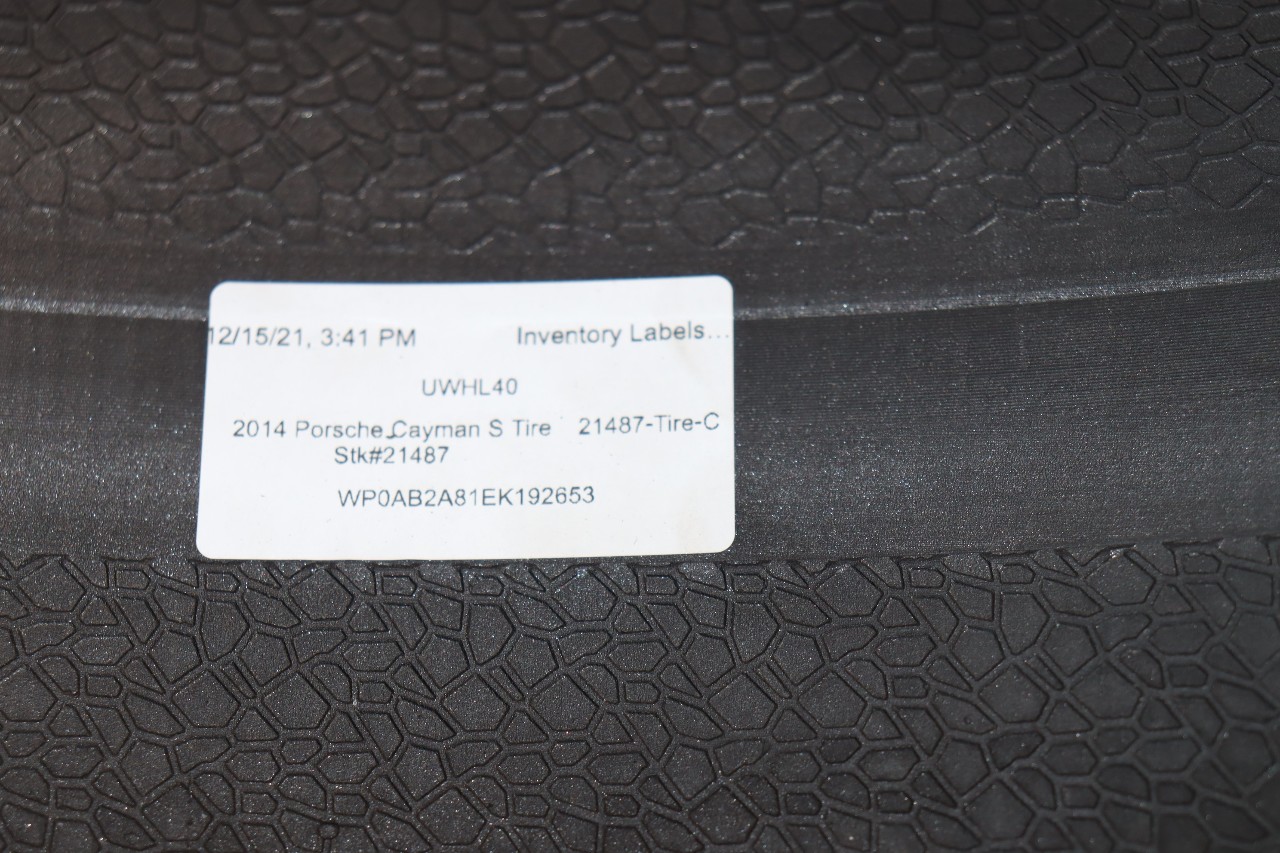 12/15/21, 3:41 PM Inventory Labels...
UWHL40
2014 Porsche Cayman S Tire 21487-Tire-C
Stk#21487
WP0AB2A81EK192653